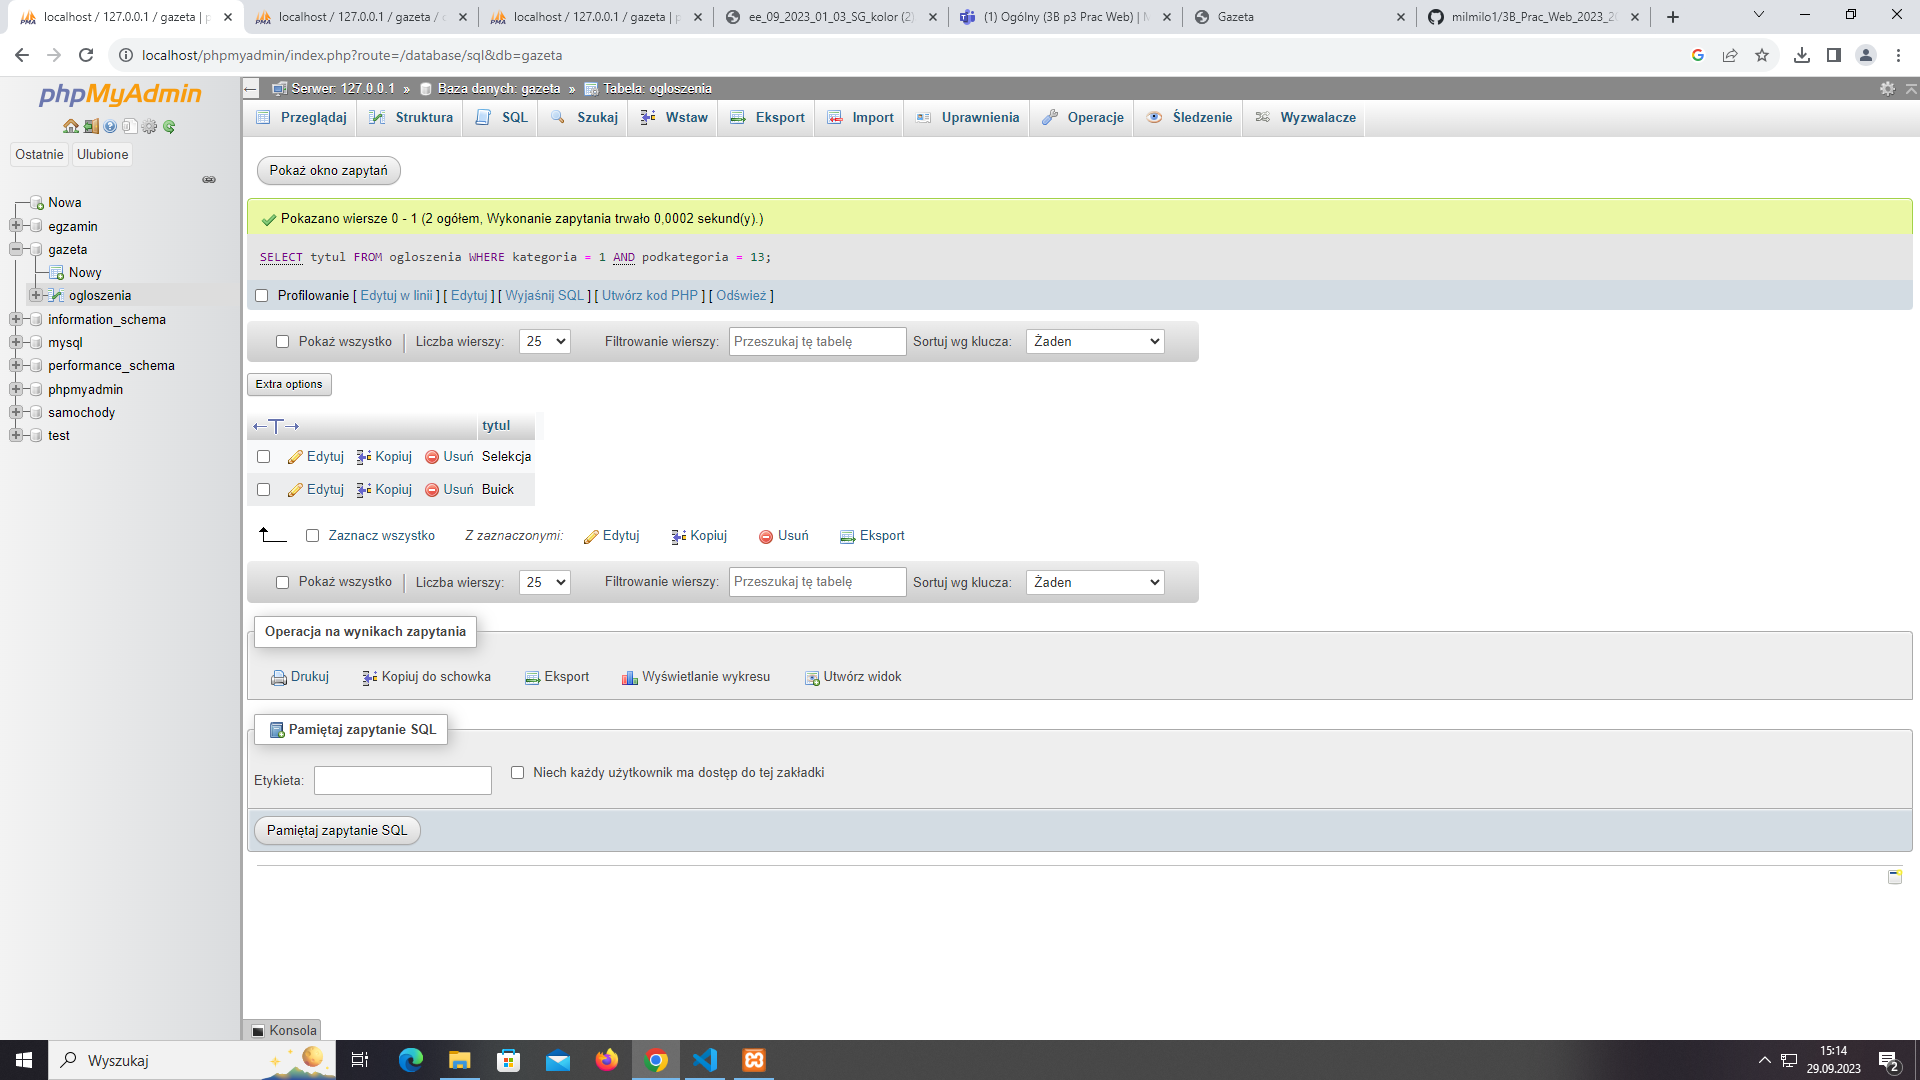 localhost / 127.0.0.1 / gazeta | p
localhost / 127.0.0.1 / gazeta /
localhost / 127.0.0.1 / gazeta | p
ee_09_2023_01_03_SG_kolor (2)
(1) Ogólny (3B p3 Prac Web) | M
Gazeta
milmilo1/3B_Prac_Web_2023_20
localhost/phpmyadmin/index.php?route=/database/sql&db=gazeta
phpMyAdmin
Ostatnie
Ulubione
Nowa
egzamin
gazeta
Nowy
ogloszenia
information_schema
mysql
performance_schema
phpmyadmin
samochody
test
Serwer: 127.0.0.1 » Baza danych: gazeta » Tabela: ogloszenia
Przeglądaj
Struktura
SQL
Szukaj
Wstaw
Eksport
Import
Uprawnienia
Operacje
Śledzenie
Wyzwalacze
Pokaż okno zapytań
Pokazano wiersze 0 - 1 (2 ogółem, Wykonanie zapytania trwało 0,0002 sekund(y).)
SELECT tytul FROM ogloszenia WHERE kategoria = 1 AND podkategoria = 13;
Profilowanie [ Edytuj w linii ] [ Edytuj ] [ Wyjaśnij SQL ] [ Utwórz kod PHP ] [ Odśwież ]
Pokaż wszystko | Liczba wierszy: 25 Filtrowanie wierszy: Przeszukaj tę tabelę Sortuj wg klucza: Żaden
Extra options
←T→ tytul
Edytuj Kopiuj Usuń Selekcja
Edytuj Kopiuj Usuń Buick
Zaznacz wszystko Z zaznaczonymi: Edytuj Kopiuj Usuń Eksport
Pokaż wszystko | Liczba wierszy: 25 Filtrowanie wierszy: Przeszukaj tę tabelę Sortuj wg klucza: Żaden
Operacja na wynikach zapytania
Drukuj Kopiuj do schowka Eksport Wyświetlanie wykresu Utwórz widok
Pamiętaj zapytanie SQL
Etykieta: Niech każdy użytkownik ma dostęp do tej zakładki
Pamiętaj zapytanie SQL
Konsola
Wyszukaj
15:14
29.09.2023
2